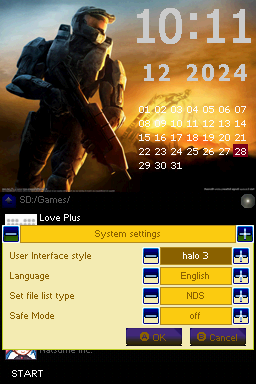 10:11
12 2024
01 02 03 04 05 06 07
08 09 10 11 12 13 14
15 16 17 18 19 20 21
22 23 24 25 26 27 28
29 30 31
SD:/Games/
Love Plus
System settings
User Interface style halo 3
Language English
Set file list type NDS
Safe Mode off
A OK B Cancel
Natsume Inc.
START